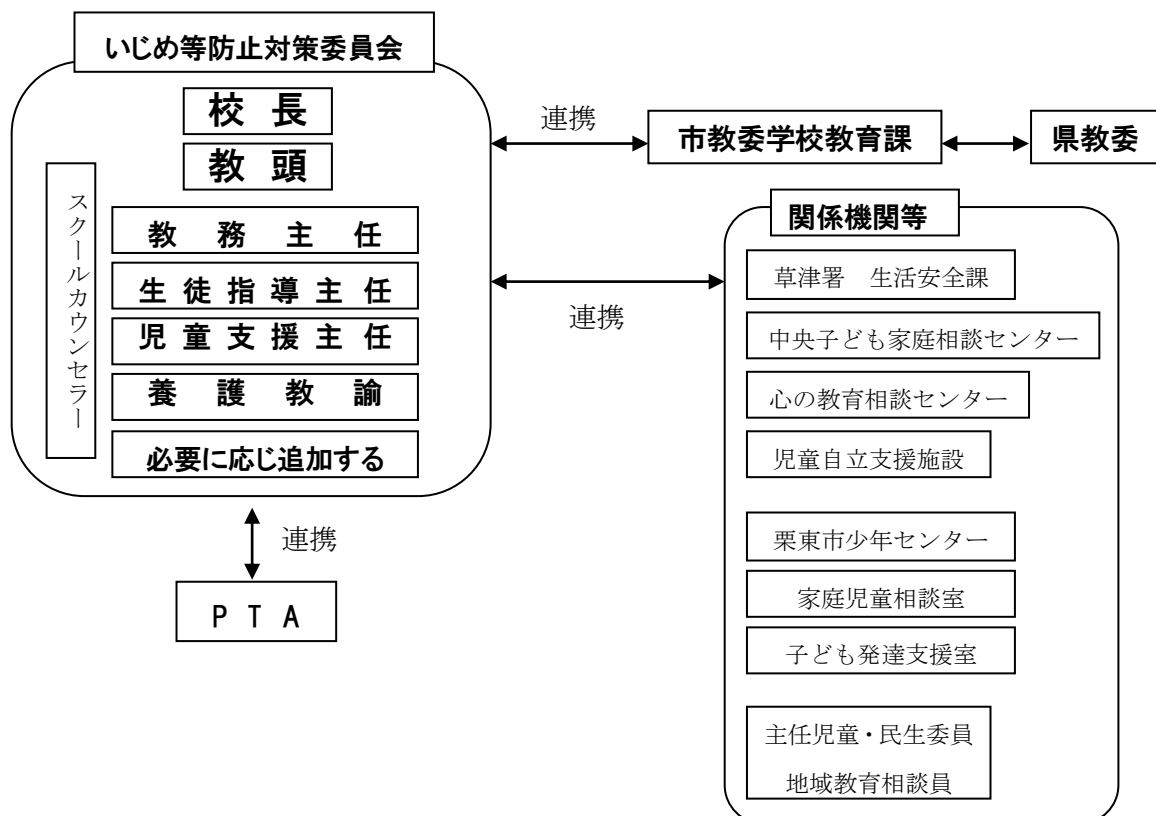 いじめ等防止対策委員会
校 長
教 頭
スクールカウンセラー
教 務 主 任
生 徒 指 導 主 任
児 童 支 援 主 任
養 護 教 諭
必要に応じ追加する
連携
市教委学校教育課
県教委
連携
関係機関等
草津署 生活安全課
中央子ども家庭相談センター
心の教育相談センター
児童自立支援施設
栗東市少年センター
家庭児童相談室
子ども発達支援室
主任児童・民生委員
地域教育相談員
連携
P T A